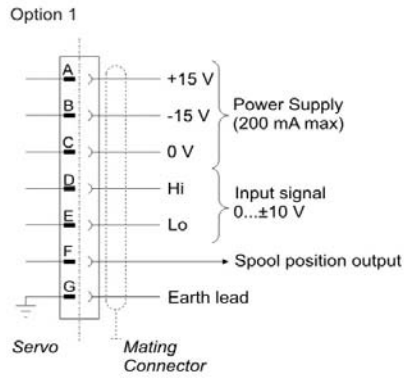 Option 1
A
+15 V
B
-15 V
Power Supply
(200 mA max)
C
0 V
D
Hi
Input signal
0...±10 V
E
Lo
F
Spool position output
G
Earth lead
Servo
Mating
Connector